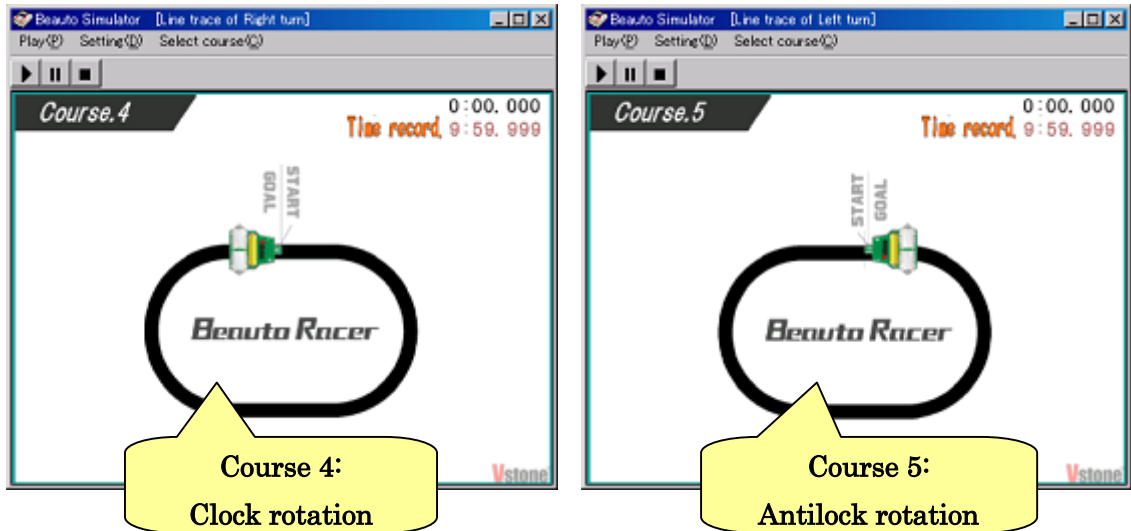 Beauto Simulator [Line trace of Right turn]
Play(P) Setting(D) Select course(C)
Course.4
0:00.000
Time record. 9:59.999
GOAL
START
Beauto Racer
Vstone
Course 4:
Clock rotation
Beauto Simulator [Line trace of Left turn]
Play(P) Setting(D) Select course(C)
Course.5
0:00.000
Time record. 9:59.999
START
GOAL
Beauto Racer
Vstone
Course 5:
Antilock rotation